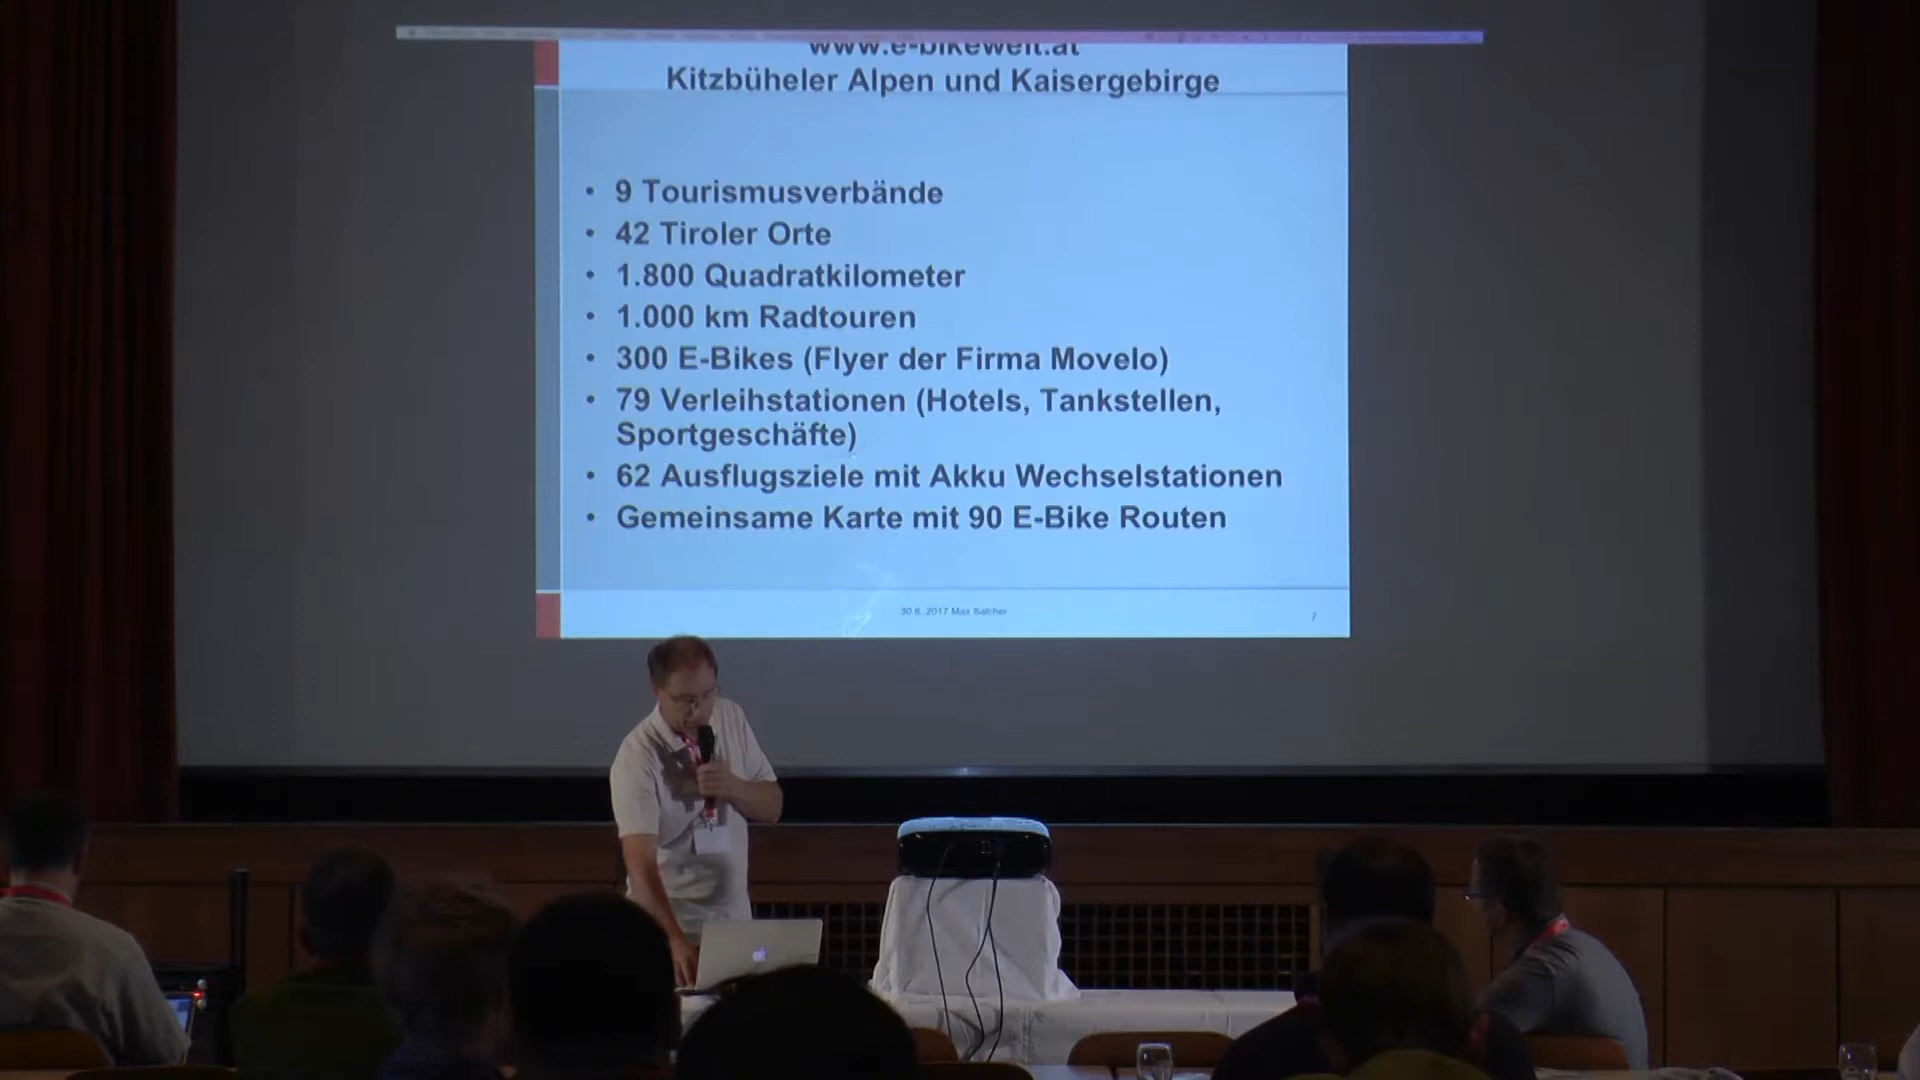 www.e-bikewelt.at
Kitzbüheler Alpen und Kaisergebirge
• 9 Tourismusverbände
• 42 Tiroler Orte
• 1.800 Quadratkilometer
• 1.000 km Radtouren
• 300 E-Bikes (Flyer der Firma Movelo)
• 79 Verleihstationen (Hotels, Tankstellen,
Sportgeschäfte)
• 62 Ausflugsziele mit Akku Wechselstationen
• Gemeinsame Karte mit 90 E-Bike Routen
30.6..2017 Max Salcher
7